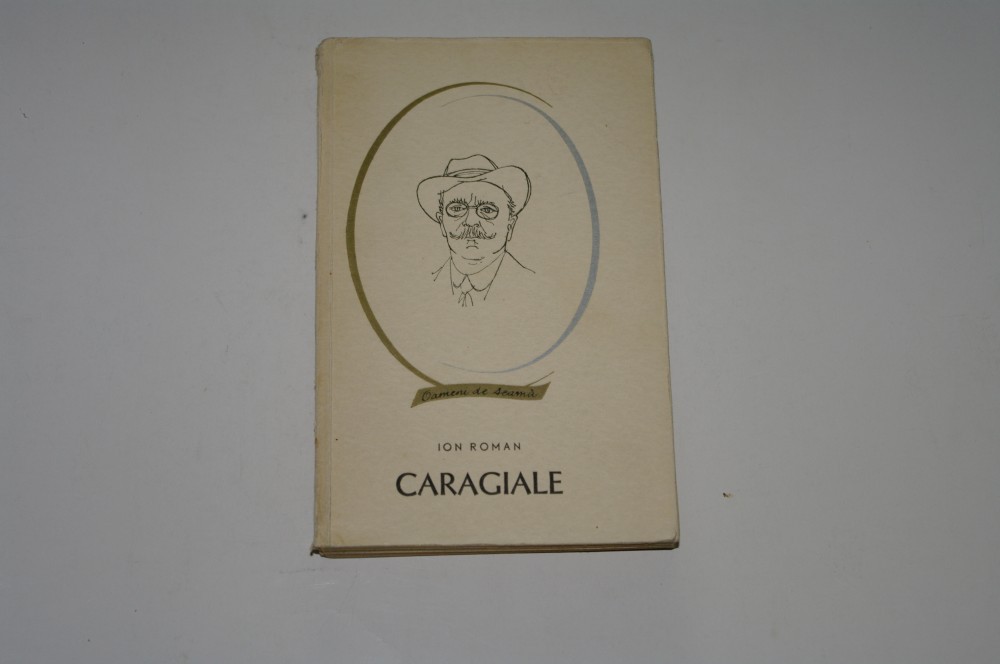 Oameni de seamă
ION ROMAN
CARAGIALE